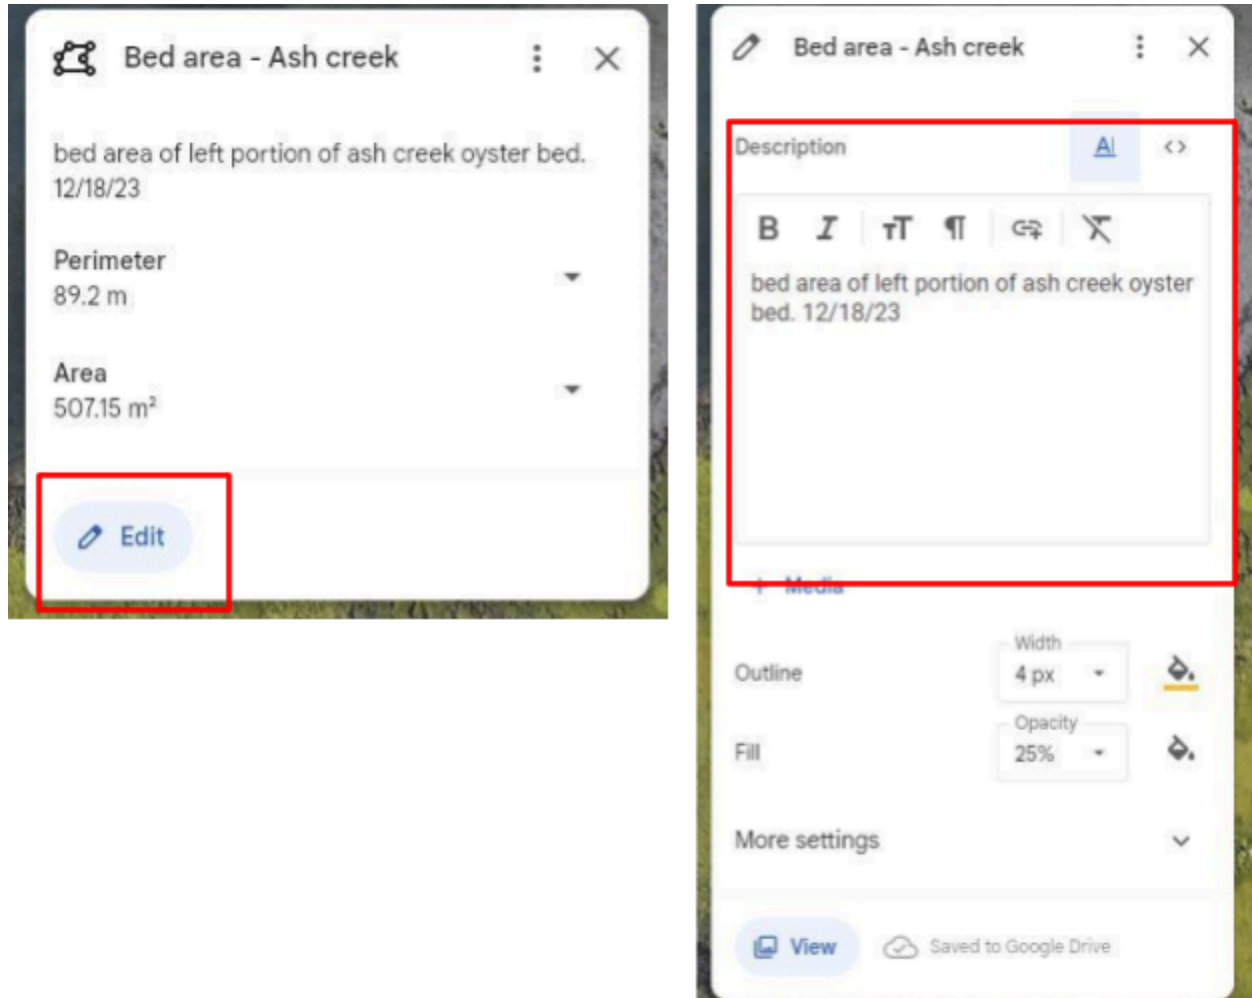 Bed area - Ash creek
bed area of left portion of ash creek oyster bed.
12/18/23
Perimeter
89.2 m
Area
507.15 m²
Edit
Bed area - Ash creek
Description
A
<>
B I TT ¶
bed area of left portion of ash creek oyster
bed. 12/18/23
+ Media
Width
Outline
4 px
Opacity
Fill
25%
More settings
View
Saved to Google Drive